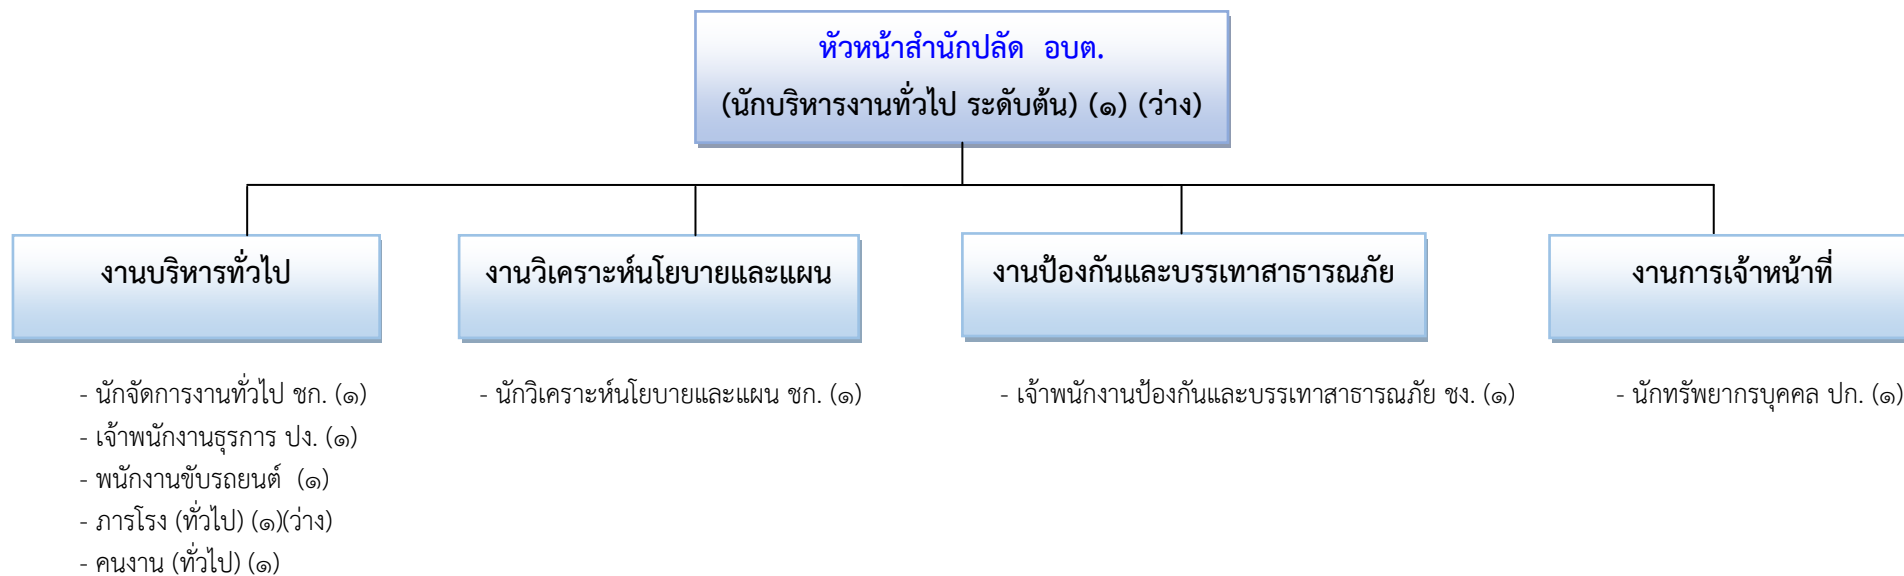 หัวหน้าสำนักปลัด อบต.
(นักบริหารงานทั่วไป ระดับต้น) (๑) (ว่าง)
งานบริหารทั่วไป
งานวิเคราะห์นโยบายและแผน
งานป้องกันและบรรเทาสาธารณภัย
งานการเจ้าหน้าที่
- นักจัดการงานทั่วไป ชก. (๑)
- เจ้าพนักงานธุรการ ปง. (๑)
- พนักงานขับรถยนต์ (๑)
- ภารโรง (ทั่วไป) (๑)(ว่าง)
- คนงาน (ทั่วไป) (๑)
- นักวิเคราะห์นโยบายและแผน ชก. (๑)
- เจ้าพนักงานป้องกันและบรรเทาสาธารณภัย ชง. (๑)
- นักทรัพยากรบุคคล ปก. (๑)